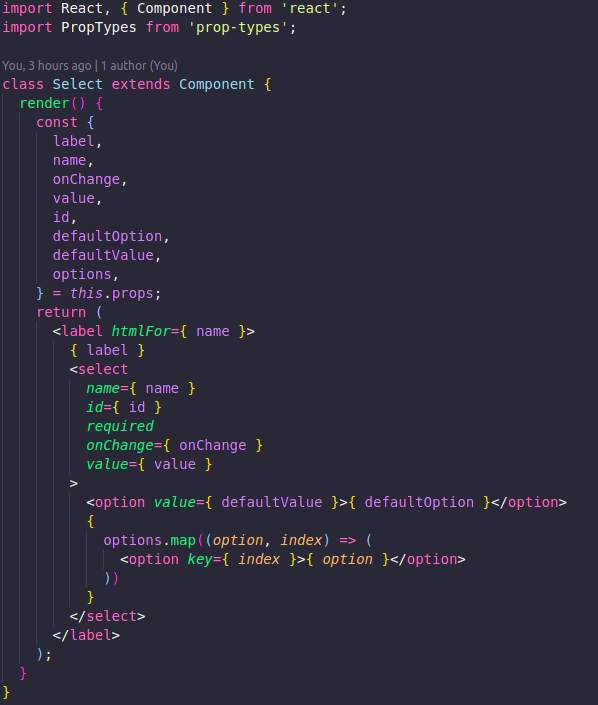 import React, { Component } from 'react';
import PropTypes from 'prop-types';
You, 3 hours ago | 1 author (You)
class Select extends Component {
  render() {
    const {
      label,
      name,
      onChange,
      value,
      id,
      defaultOption,
      defaultValue,
      options,
    } = this.props;
    return (
      <label htmlFor={ name }>
        { label }
        <select
          name={ name }
          id={ id }
          required
          onChange={ onChange }
          value={ value }
        >
          <option value={ defaultValue }>{ defaultOption }</option>
          {
            options.map((option, index) => (
              <option key={ index }>{ option }</option>
            ))
          }
        </select>
      </label>
    );
  }
}